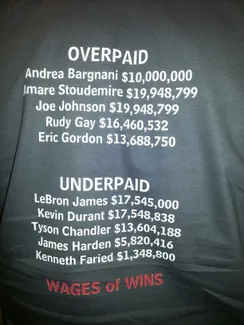 OVERPAID
Andrea Bargnani $10,000,000
Amare Stoudemire $19,948,799
Joe Johnson $19,948,799
Rudy Gay $16,460,532
Eric Gordon $13,688,750
UNDERPAID
LeBron James $17,545,000
Kevin Durant $17,548,838
Tyson Chandler $13,604,188
James Harden $5,820,416
Kenneth Faried $1,348,800
WAGES of WINS